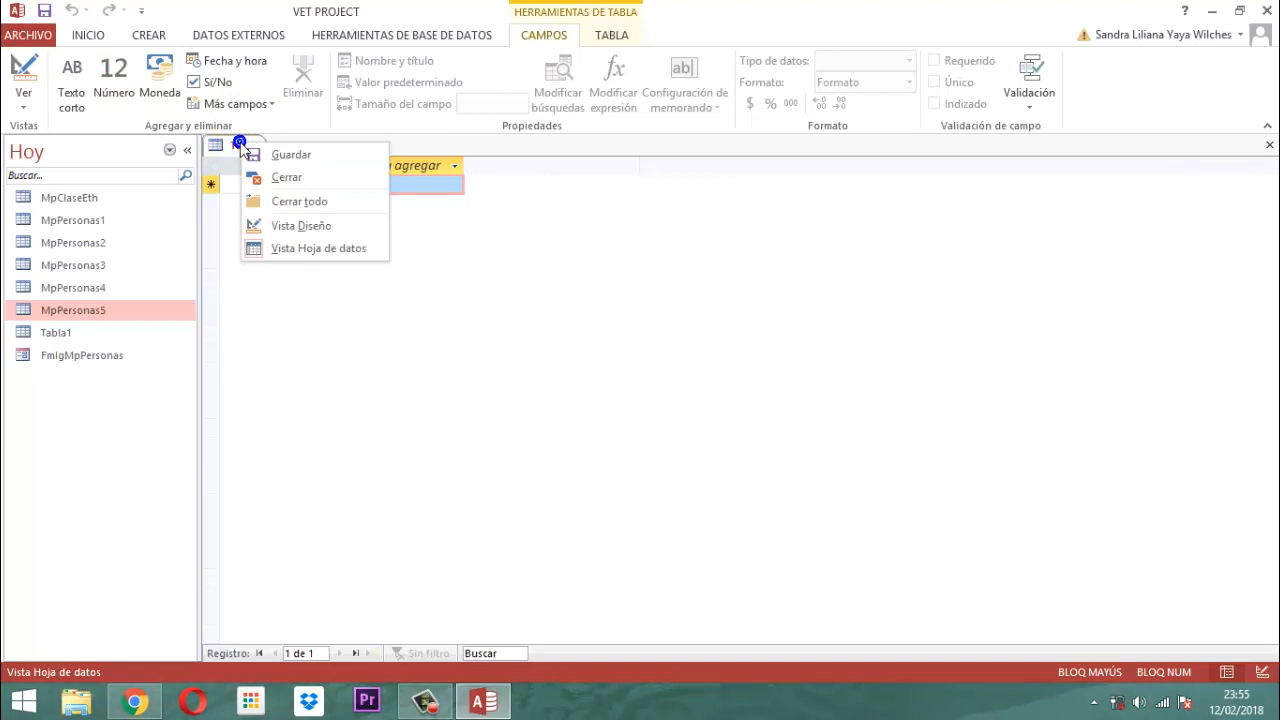 VET PROJECT
HERRAMIENTAS DE TABLA
ARCHIVO INICIO CREAR DATOS EXTERNOS HERRAMIENTAS DE BASE DE DATOS CAMPOS TABLA
Sandra Liliana Yaya Wilches
Ver
Vistas
AB
Texto corto
12
Número
Moneda
Fecha y hora
Sí/No
Más campos
Eliminar
Agregar y eliminar
Nombre y título
Valor predeterminado
Tamaño del campo
Modificar búsquedas
fx
Modificar expresión
ab
Configuración de memorando
Propiedades
Tipo de datos:
Formato: Formato
$ % 000
Formato
Requerido
Único
Indizado
Validación
Validación de campo
Hoy
Buscar...
MpClaseEth
MpPersonas1
MpPersonas2
MpPersonas3
MpPersonas4
MpPersonas5
Tabla1
FmIgMpPersonas
agregar
Guardar
Cerrar
Cerrar todo
Vista Diseño
Vista Hoja de datos
Registro: 1 de 1 Sin filtro Buscar
Vista Hoja de datos BLOQ MAYÚS BLOQ NUM
Pr
23:55
12/02/2018